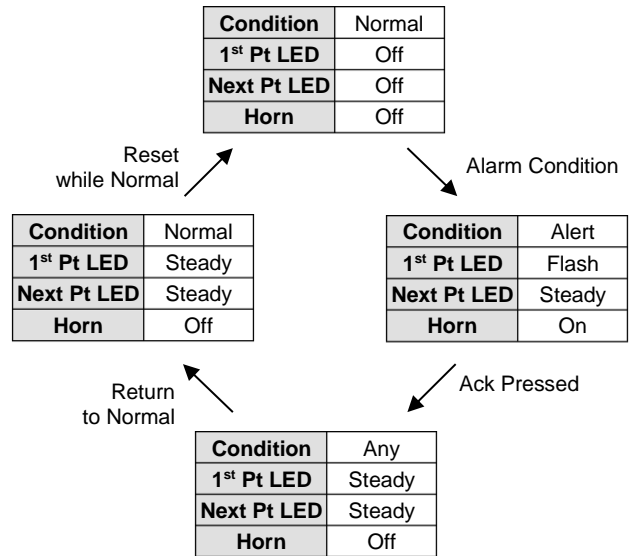 Condition Normal
1st Pt LED Off
Next Pt LED Off
Horn Off
Reset
while Normal
Alarm Condition
Condition Normal
1st Pt LED Steady
Next Pt LED Steady
Horn Off
Condition Alert
1st Pt LED Flash
Next Pt LED Steady
Horn On
Return
to Normal
Ack Pressed
Condition Any
1st Pt LED Steady
Next Pt LED Steady
Horn Off